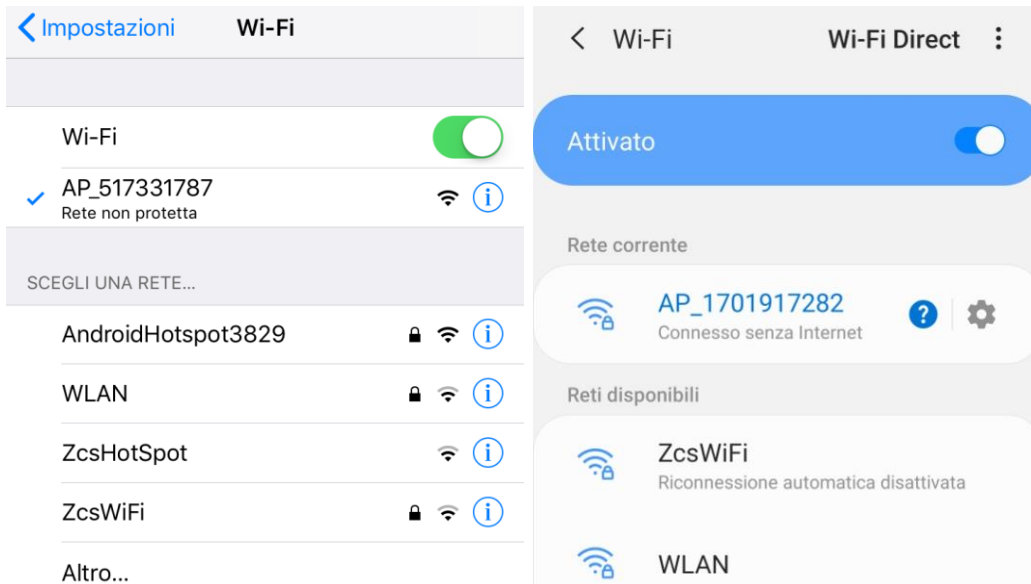 Impostazioni Wi-Fi
Wi-Fi
AP_517331787
Rete non protetta
SCEGLI UNA RETE...
AndroidHotspot3829
WLAN
ZcsHotSpot
ZcsWiFi
Altro...
Wi-Fi Wi-Fi Direct
Attivato
Rete corrente
AP_1701917282
Connesso senza Internet
Reti disponibili
ZcsWiFi
Riconnessione automatica disattivata
WLAN